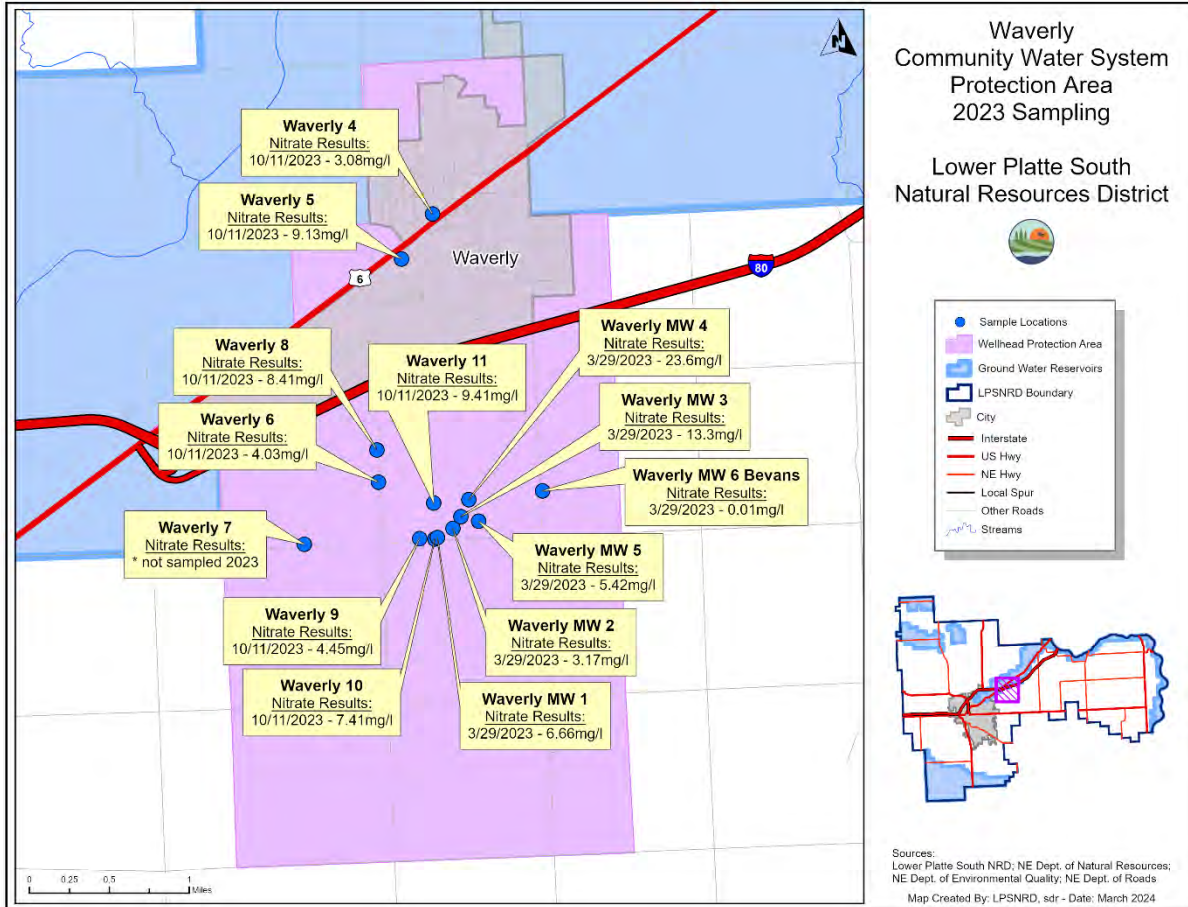 Waverly
Community Water System
Protection Area
2023 Sampling
Lower Platte South
Natural Resources District
N
Waverly 4
Nitrate Results:
10/11/2023 - 3.08mg/l
Waverly 5
Nitrate Results:
10/11/2023 - 9.13mg/l
Waverly
6
80
Waverly 8
Nitrate Results:
10/11/2023 - 8.41mg/l
Waverly 11
Nitrate Results:
10/11/2023 - 9.41mg/l
Waverly MW 4
Nitrate Results:
3/29/2023 - 23.6mg/l
Waverly 6
Nitrate Results:
10/11/2023 - 4.03mg/l
Waverly MW 3
Nitrate Results:
3/29/2023 - 13.3mg/l
Waverly MW 6 Bevans
Nitrate Results:
3/29/2023 - 0.01mg/l
Waverly 7
Nitrate Results:
* not sampled 2023
Waverly MW 5
Nitrate Results:
3/29/2023 - 5.42mg/l
Waverly 9
Nitrate Results:
10/11/2023 - 4.45mg/l
Waverly MW 2
Nitrate Results:
3/29/2023 - 3.17mg/l
Waverly 10
Nitrate Results:
10/11/2023 - 7.41mg/l
Waverly MW 1
Nitrate Results:
3/29/2023 - 6.66mg/l
0 0.25 0.5 1
Miles
Sample Locations
Wellhead Protection Area
Ground Water Reservoirs
LPSNRD Boundary
City
Interstate
US Hwy
NE Hwy
Local Spur
Other Roads
Streams
Sources:
Lower Platte South NRD; NE Dept. of Natural Resources;
NE Dept. of Environmental Quality; NE Dept. of Roads
Map Created By: LPSNRD, sdr - Date: March 2024